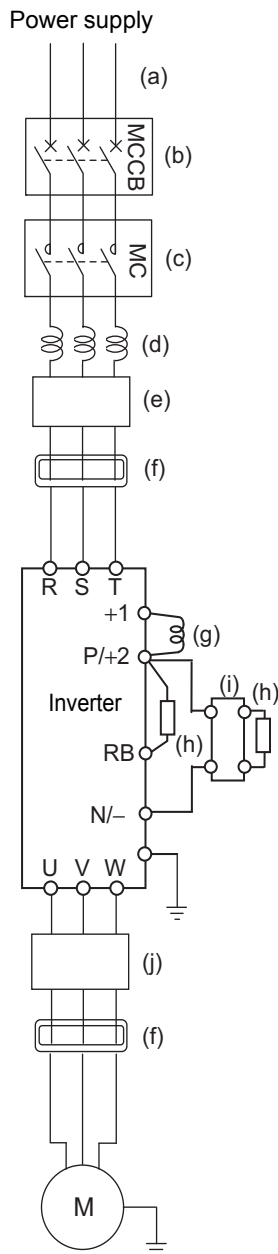 Power supply
(a)
MCCB
(b)
MC
(c)
(d)
(e)
(f)
R S T
+1
(g)
P/+2
(i)
(h)
Inverter
(h)
RB
N/−
U V W
(j)
(f)
M